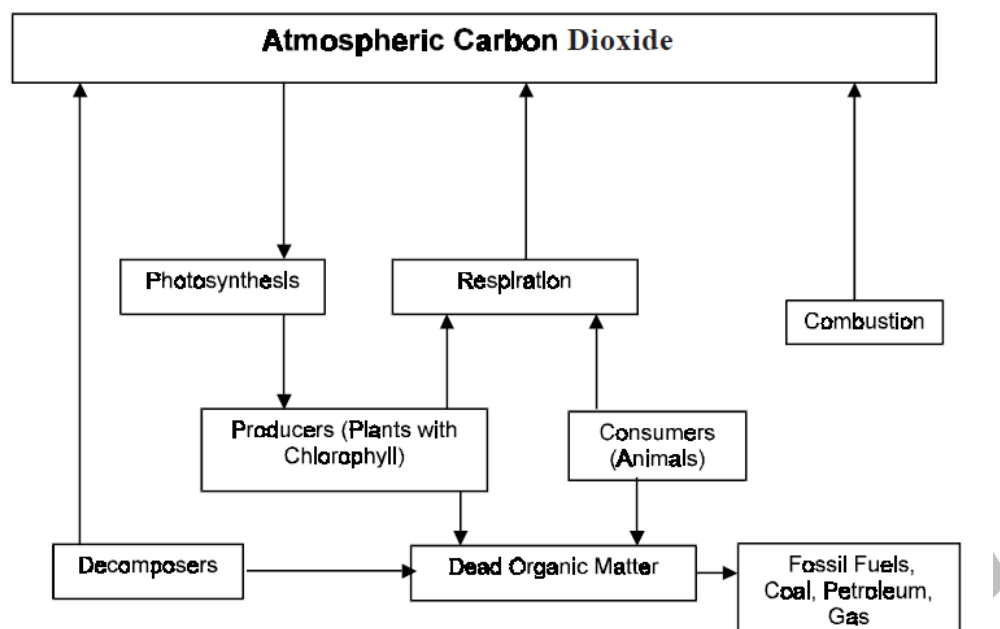 Atmospheric Carbon Dioxide
Photosynthesis
Respiration
Combustion
Producers (Plants with
Chlorophyll)
Consumers
(Animals)
Decomposers
Dead Organic Matter
Fossil Fuels,
Coal, Petroleum,
Gas